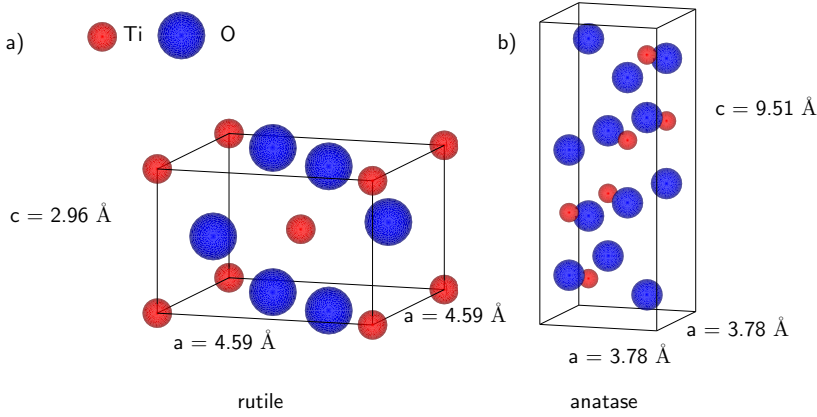 a)
Ti
O
b)
c = 9.51 Å
c = 2.96 Å
a = 4.59 Å
a = 4.59 Å
a = 3.78 Å
a = 3.78 Å
rutile
anatase